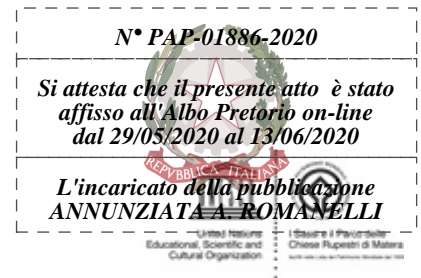 N° PAP-01886-2020
Si attesta che il presente atto è stato
affisso all'Albo Pretorio on-line
dal 29/05/2020 al 13/06/2020
REPVBBLICA ITALIANA
L'incaricato della pubblicazione
ANNUNZIATA A. ROMANELLI
United Nations
Educational, Scientific and
Cultural Organization
I Sassi e il Parco delle
Chiese Rupestri di Matera